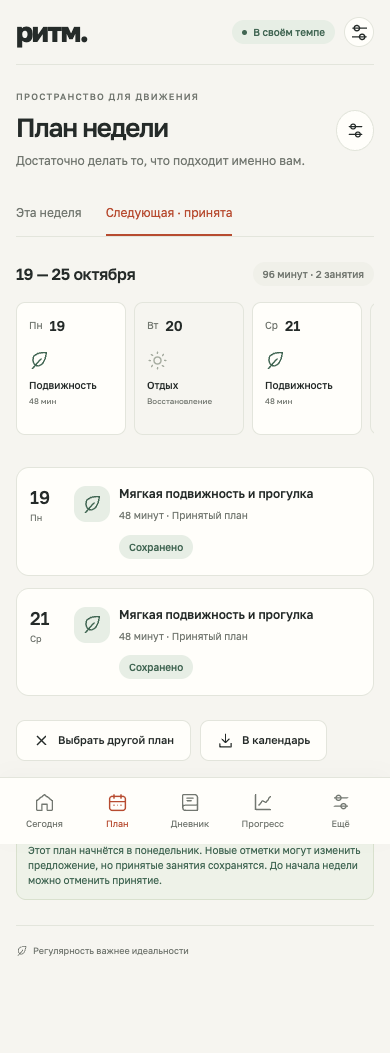 ритм.
В своём темпе
ПРОСТРАНСТВО ДЛЯ ДВИЖЕНИЯ
План недели
Достаточно делать то, что подходит именно вам.
Эта неделя
Следующая · принята
19 — 25 октября
96 минут · 2 занятия
Пн 19
Подвижность
48 мин
Вт 20
Отдых
Восстановление
Ср 21
Подвижность
48 мин
19
Пн
Мягкая подвижность и прогулка
48 минут · Принятый план
Сохранено
21
Ср
Мягкая подвижность и прогулка
48 минут · Принятый план
Сохранено
Выбрать другой план
В календарь
Сегодня
План
Дневник
Прогресс
Ещё
Этот план начнётся в понедельник. Новые отметки могут изменить
предложение, но принятые занятия сохранятся. До начала недели
можно отменить принятие.
Регулярность важнее идеальности